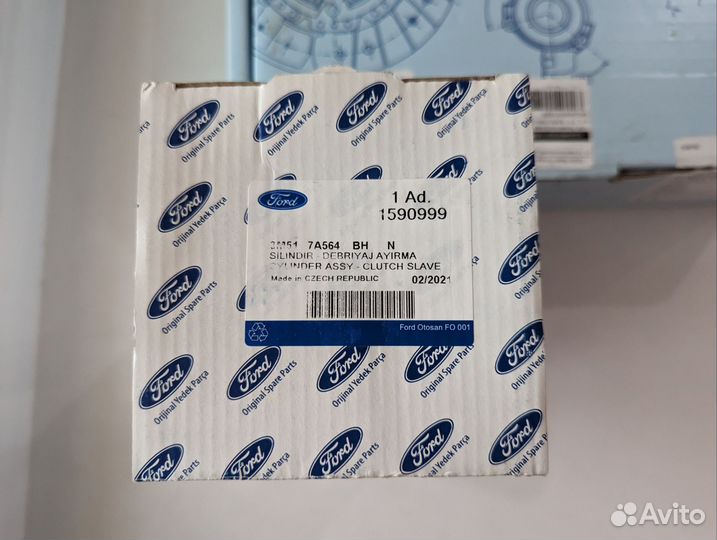 Ford
1 Ad.
1590999
3M51 7A564 BH N
SILINDIR - DEBRIYAJ AYIRMA
CYLINDER ASSY - CLUTCH SLAVE
Made in CZECH REPUBLIC 02/2021
Ford Otosan FO 001
Ford
Orijinal Yedek Parça
Original Spare Parts
Avito